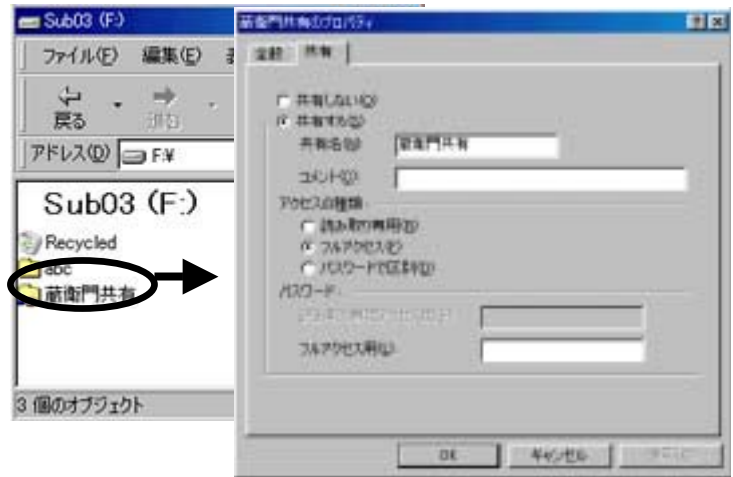 Sub03 (F:)
ファイル(F) 編集(E)
戻る 進む
アドレス(D) F:¥
Sub03 (F:)
Recycled
abc
蔵衛門共有
3 個のオブジェクト
蔵衛門共有のプロパティ
全般 共有
共有しない(O)
共有する(S)
共有名(N): 蔵衛門共有
コメント(C):
アクセスの種類:
読み取り専用(R)
フルアクセス(F)
パスワードで区別(D)
パスワード:
フルアクセス用(L):
OK キャンセル